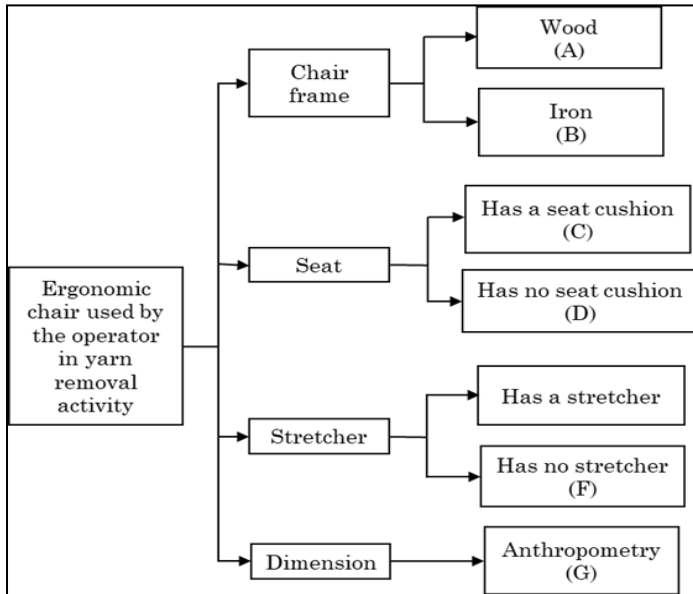 Wood
(A)
Chair
frame
Iron
(B)
Has a seat cushion
(C)
Seat
Has no seat cushion
(D)
Ergonomic
chair used by
the operator
in yarn
removal
activity
Has a stretcher
Stretcher
Has no stretcher
(F)
Dimension
Anthropometry
(G)